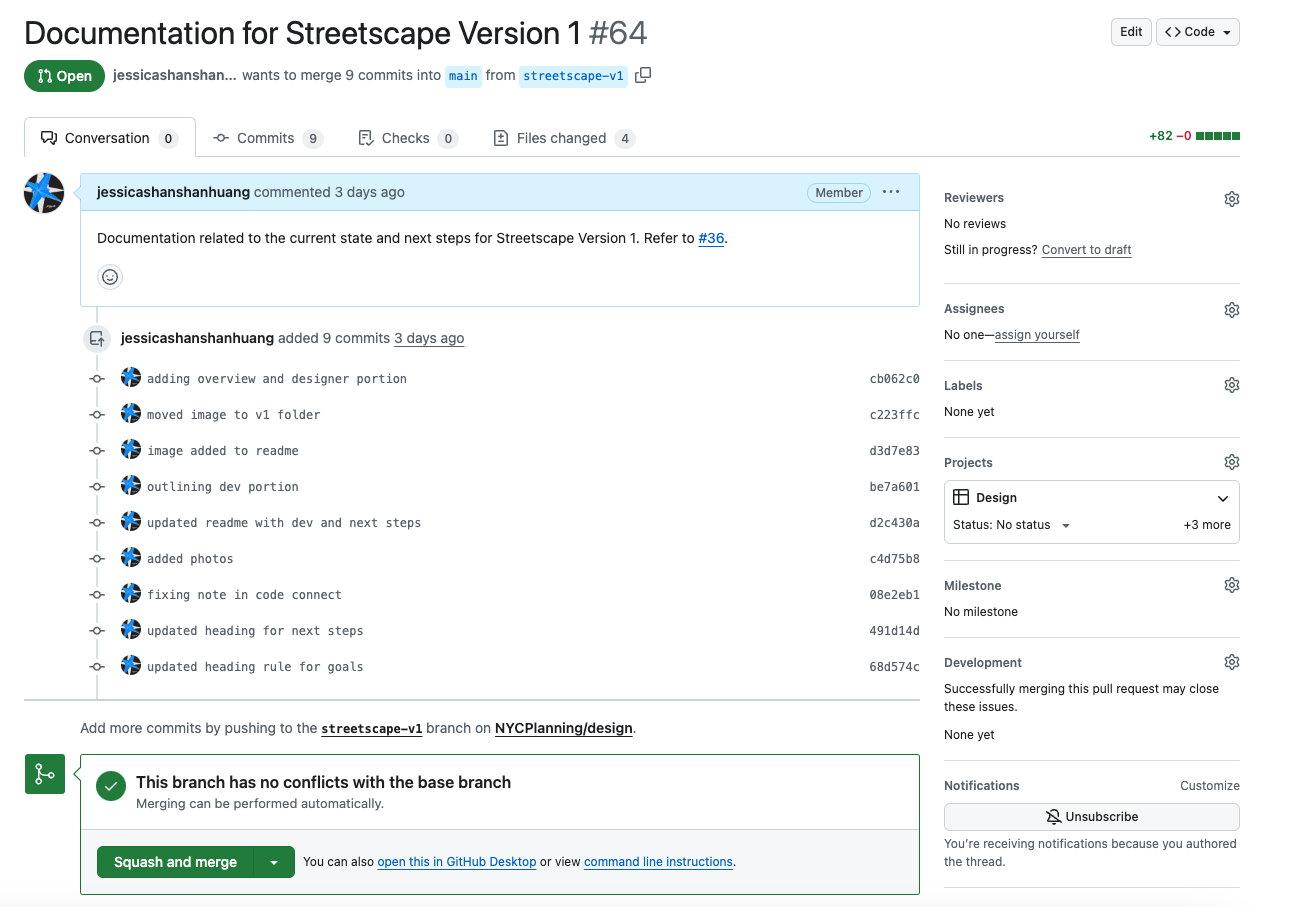 Documentation for Streetscape Version 1 #64
Edit
Code
Open
jessicashanshan... wants to merge 9 commits into main from streetscape-v1
Conversation 0
Commits 9
Checks 0
Files changed 4
+82 −0
jessicashanshanhuang commented 3 days ago
Member
Documentation related to the current state and next steps for Streetscape Version 1. Refer to #36.
jessicashanshanhuang added 9 commits 3 days ago
adding overview and designer portion cb062c0
moved image to v1 folder c223ffc
image added to readme d3d7e83
outlining dev portion be7a601
updated readme with dev and next steps d2c430a
added photos c4d75b8
fixing note in code connect 08e2eb1
updated heading for next steps 491d14d
updated heading rule for goals 68d574c
Add more commits by pushing to the streetscape-v1 branch on NYCPlanning/design.
This branch has no conflicts with the base branch
Merging can be performed automatically.
Squash and merge
You can also open this in GitHub Desktop or view command line instructions.
Reviewers
No reviews
Still in progress? Convert to draft
Assignees
No one—assign yourself
Labels
None yet
Projects
Design
Status: No status
+3 more
Milestone
No milestone
Development
Successfully merging this pull request may close
these issues.
None yet
Notifications
Customize
Unsubscribe
You're receiving notifications because you authored
the thread.